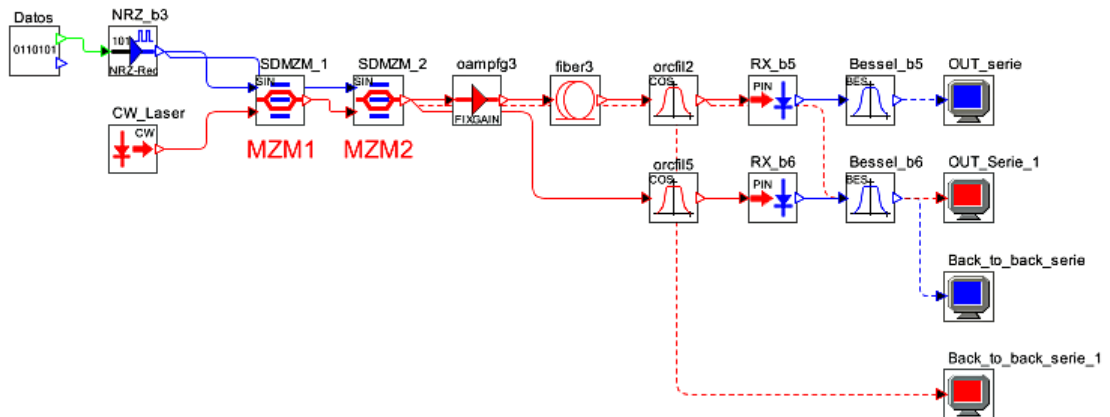 Datos
NRZ_b3
0110101
101
NRZ-Rec
CW_Laser
CW
SDMZM_1
SIN
MZM1
SDMZM_2
SIN
MZM2
oampfg3
FIXGAIN
fiber3
orcfil2
COS
RX_b5
PIN
Bessel_b5
BES
OUT_serie
orcfil5
COS
RX_b6
PIN
Bessel_b6
BES
OUT_Serie_1
Back_to_back_serie
Back_to_back_serie_1